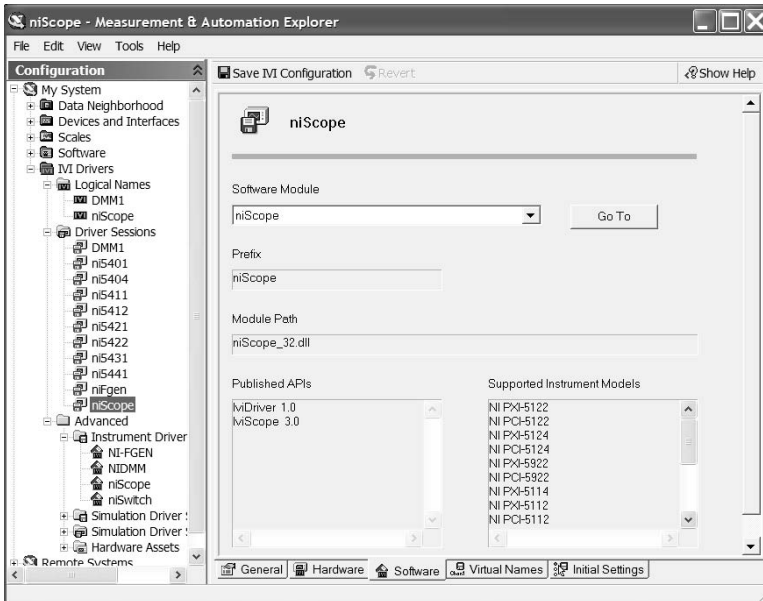 niScope - Measurement & Automation Explorer
File Edit View Tools Help
Configuration
Save IVI Configuration Revert Show Help
My System
Data Neighborhood
Devices and Interfaces
Scales
Software
IVI Drivers
Logical Names
DMM1
niScope
Driver Sessions
DMM1
ni5401
ni5404
ni5411
ni5412
ni5421
ni5422
ni5431
ni5441
niFgen
niScope
Advanced
Instrument Driver
NI-FGEN
NIDMM
niScope
niSwitch
Simulation Driver
Simulation Driver
Hardware Assets
Remote Systems
niScope
Software Module
niScope
Go To
Prefix
niScope
Module Path
niScope_32.dll
Published APIs
IviDriver 1.0
IviScope 3.0
Supported Instrument Models
NI PXI-5122
NI PCI-5122
NI PXI-5124
NI PCI-5124
NI PXI-5922
NI PCI-5922
NI PXI-5114
NI PXI-5112
NI PCI-5112
General Hardware Software Virtual Names Initial Settings